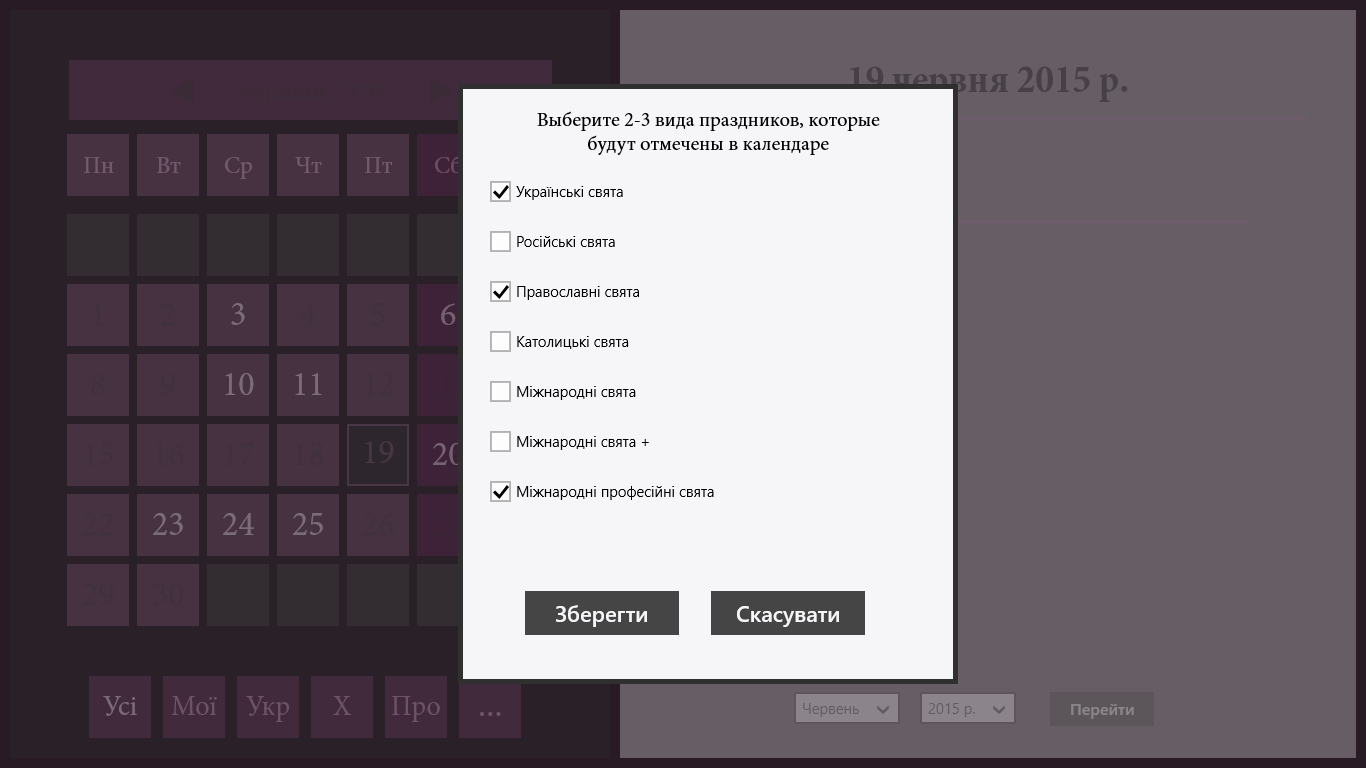 19 червня 2015 р.
Выберите 2-3 вида праздников, которые
будут отмечены в календаре
Українські свята
Російські свята
Православні свята
Католицькі свята
Міжнародні свята
Міжнародні свята +
Міжнародні професійні свята
Зберегти Скасувати
Пн Вт Ср Чт Пт Сб
1 2 3 4 5 6
8 9 10 11 12
15 16 17 18 19 20
22 23 24 25 26
29 30
Усі Мої Укр Х Про ...
Червень 2015 р. Перейти